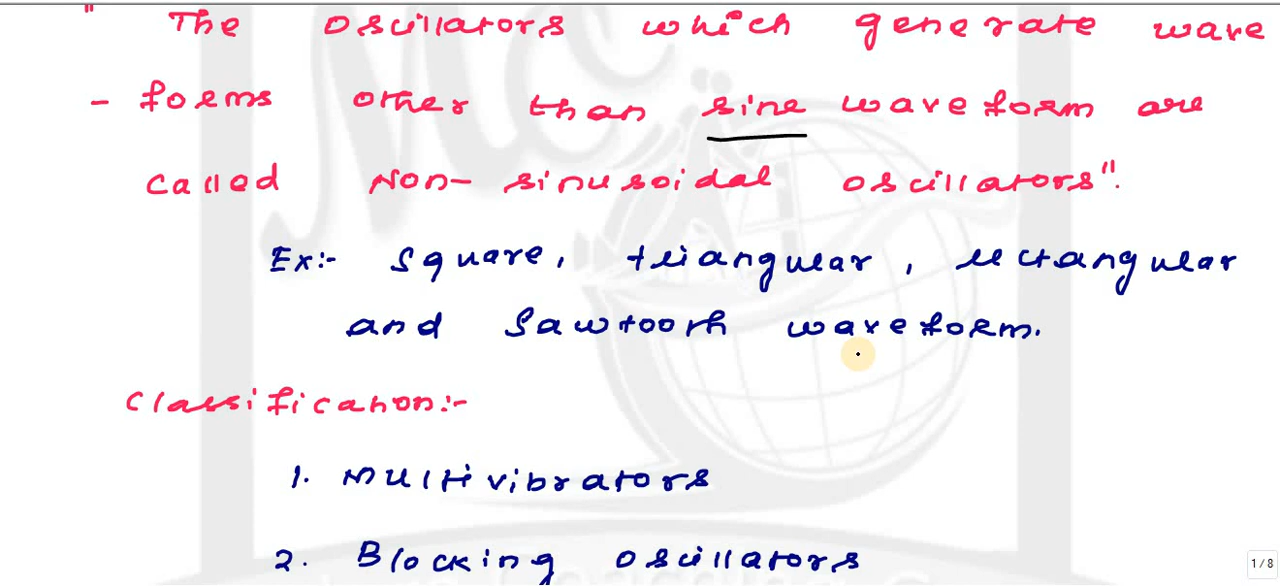 " The oscillators which generate wave
- forms other than sine waveform are
called Non- sinusoidal oscillators".
Ex:- square, triangular, rectangular
and Sawtooth waveform.
Classification:-
1. Multivibrators
2. Blocking oscillators
1 / 8